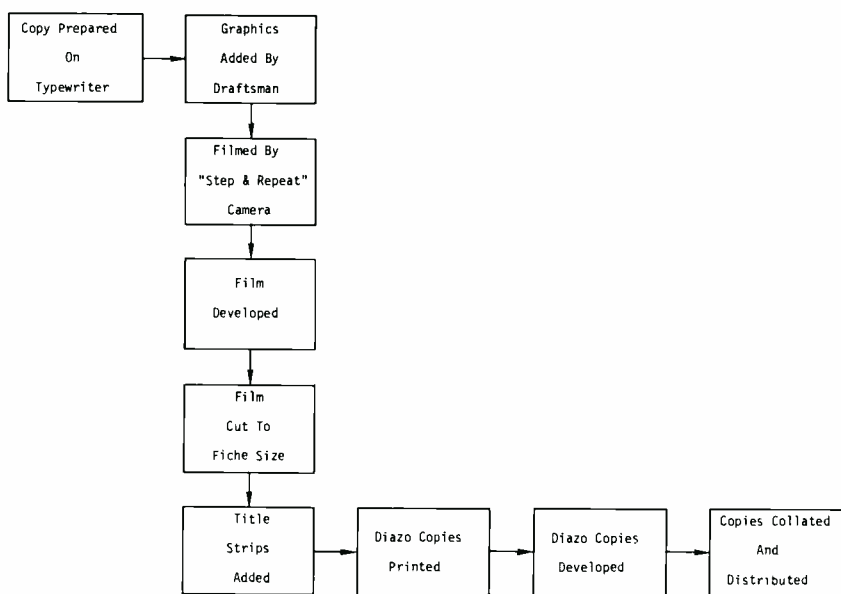 Copy Prepared
On
Typewriter
Graphics
Added By
Draftsman
Filmed By
"Step & Repeat"
Camera
Film
Developed
Film
Cut To
Fiche Size
Title
Strips
Added
Diazo Copies
Printed
Diazo Copies
Developed
Copies Collated
And
Distributed